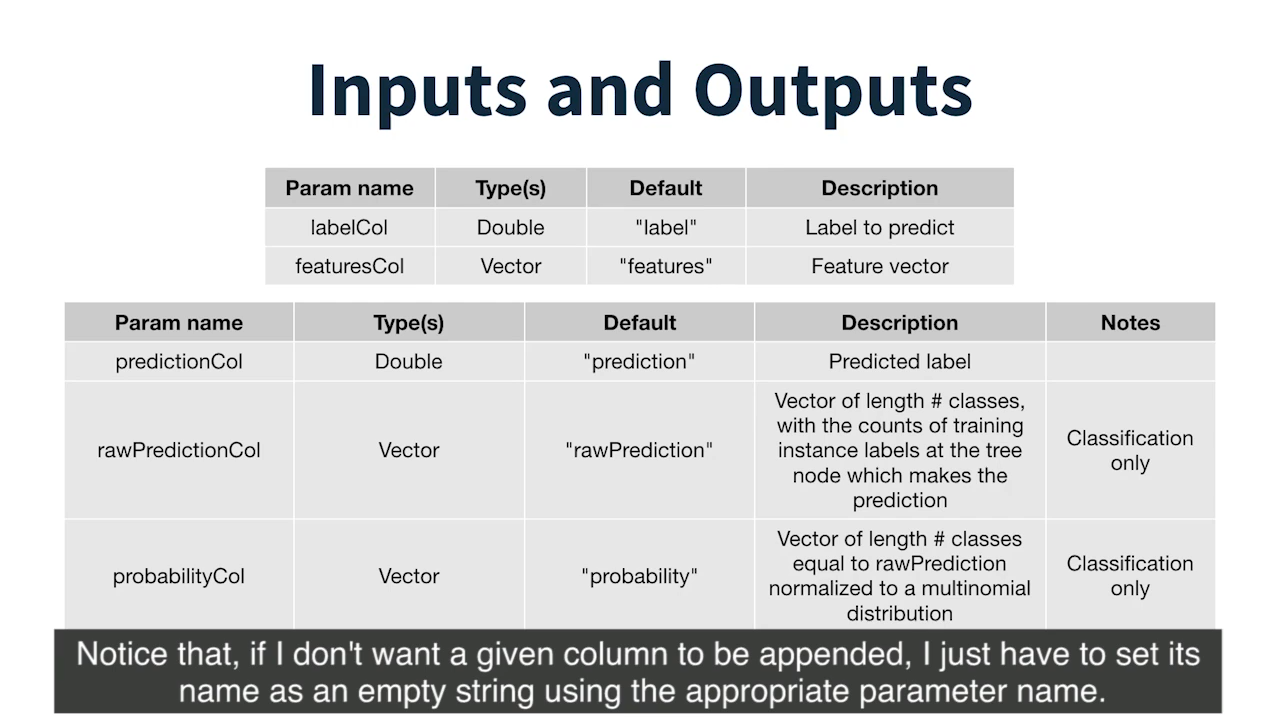 Inputs and Outputs
Param name Type(s) Default Description
labelCol Double "label" Label to predict
featuresCol Vector "features" Feature vector
Param name Type(s) Default Description Notes
predictionCol Double "prediction" Predicted label
rawPredictionCol Vector "rawPrediction" Vector of length # classes,
with the counts of training
instance labels at the tree
node which makes the
prediction
Classification
only
probabilityCol Vector "probability" Vector of length # classes
equal to rawPrediction
normalized to a multinomial
distribution
Classification
only
Notice that, if I don't want a given column to be appended, I just have to set its
name as an empty string using the appropriate parameter name.